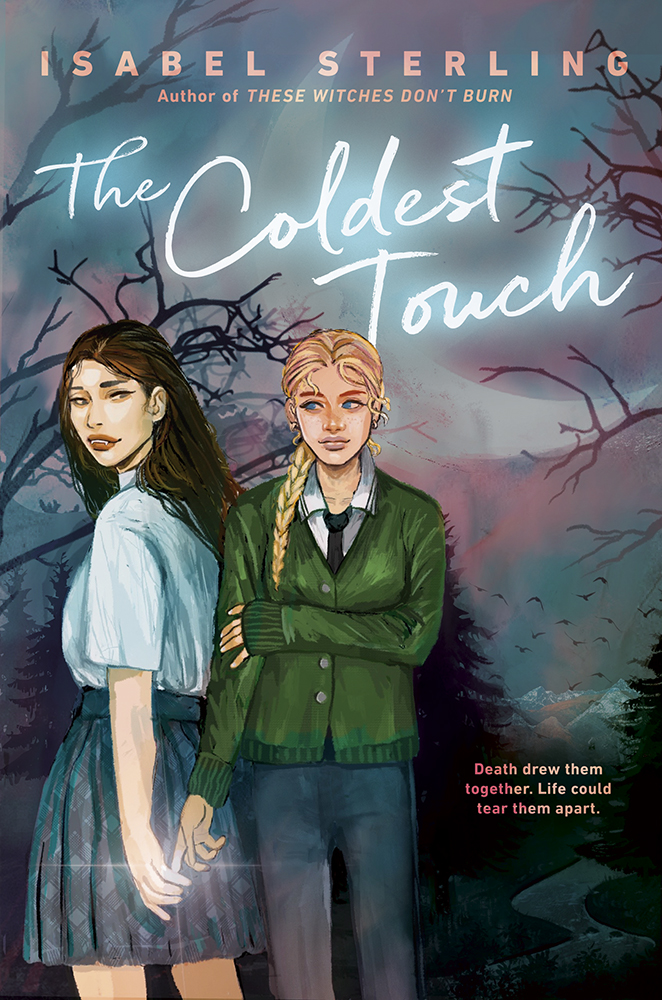 ISABEL STERLING
Author of THESE WITCHES DON'T BURN
The Coldest
Touch
Death drew them
together. Life could
tear them apart.